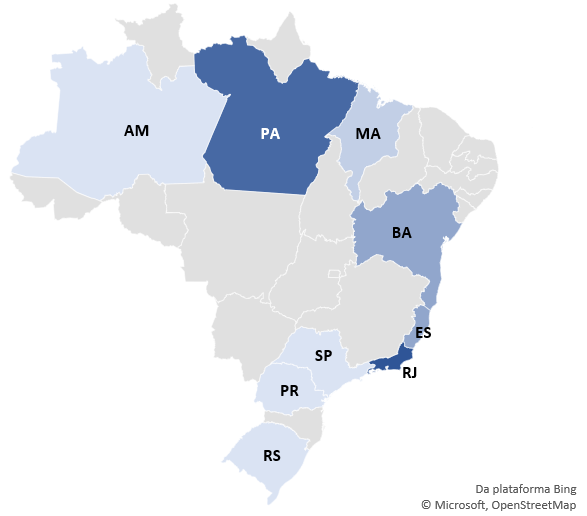 AM
PA
MA
BA
ES
SP
RJ
PR
RS
Da plataforma Bing
© Microsoft, OpenStreetMap